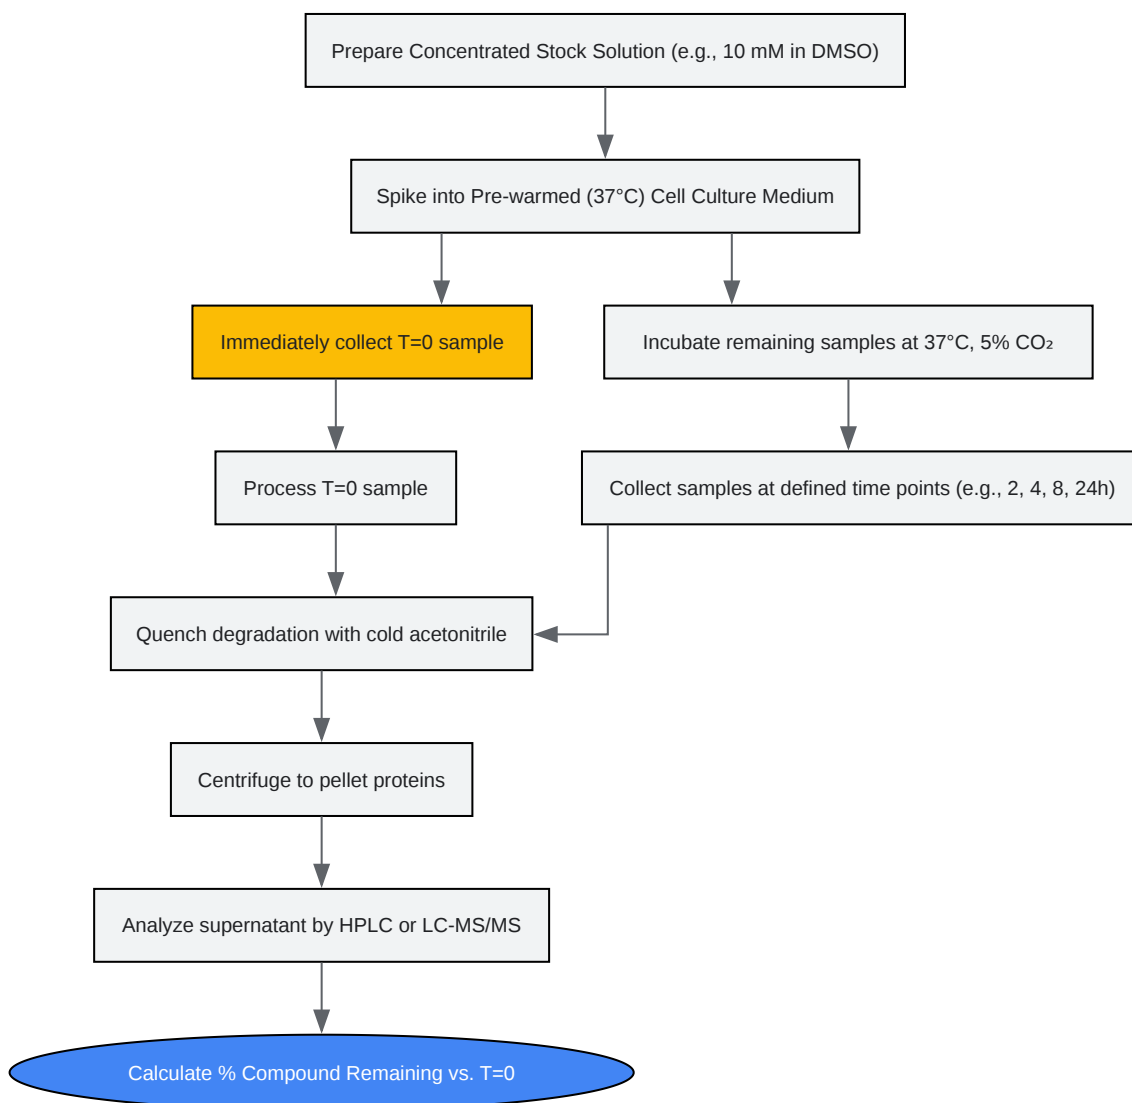 Prepare Concentrated Stock Solution (e.g., 10 mM in DMSO)
Spike into Pre-warmed (37°C) Cell Culture Medium
Immediately collect T=0 sample
Incubate remaining samples at 37°C, 5% CO₂
Process T=0 sample
Collect samples at defined time points (e.g., 2, 4, 8, 24h)
Quench degradation with cold acetonitrile
Centrifuge to pellet proteins
Analyze supernatant by HPLC or LC-MS/MS
Calculate % Compound Remaining vs. T=0